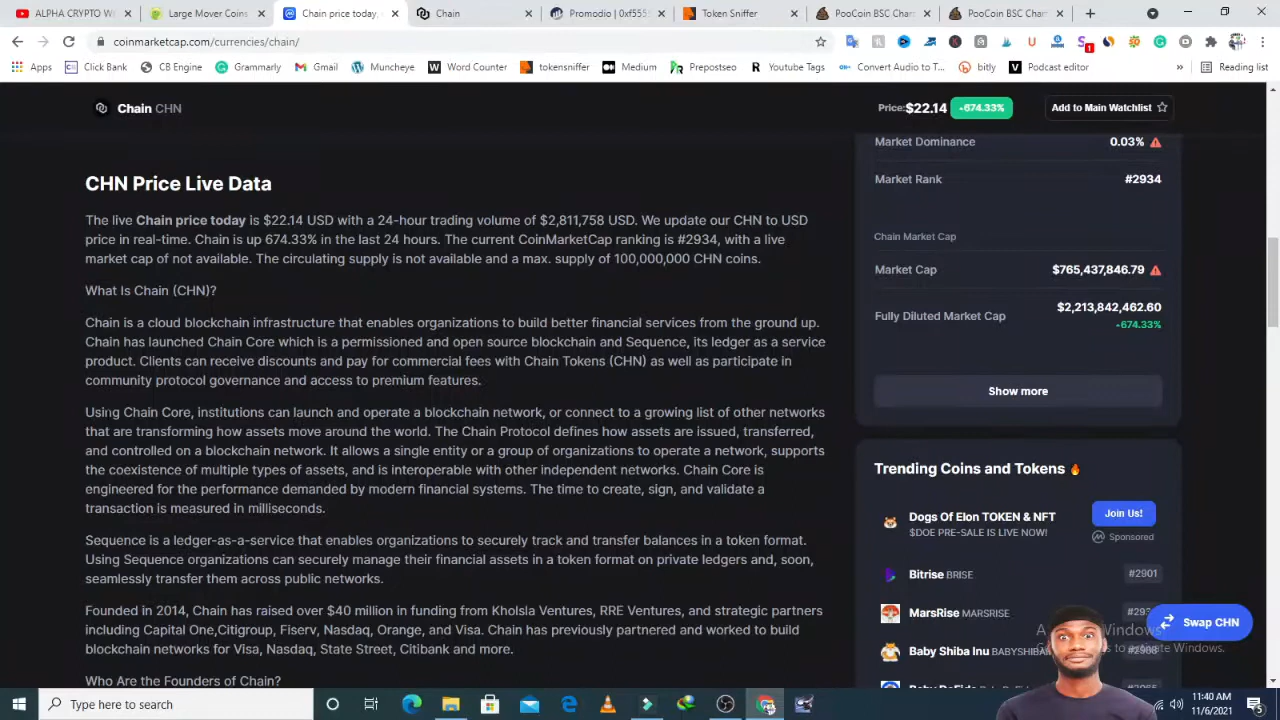 ALPHA CRYPTO W
Large Mover Coins
Chain price today,
Chain
Promodio | 0xf555
Token Sniffer
PooCoin BSC Char
PooCoin BSC Char
coinmarketcap.com/currencies/chain/
1
Apps
Click Bank
CB Engine
Grammarly
Gmail
Muncheye
Word Counter
tokensniffer
Medium
Prepostseo
Youtube Tags
Convert Audio to T...
bitly
Podcast editor
»
Reading list
Chain CHN
Price:$22.14
674.33%
Add to Main Watchlist
Market Dominance
0.03%
Market Rank
#2934
CHN Price Live Data
The live Chain price today is $22.14 USD with a 24-hour trading volume of $2,811,758 USD. We update our CHN to USD
price in real-time. Chain is up 674.33% in the last 24 hours. The current CoinMarketCap ranking is #2934, with a live
market cap of not available. The circulating supply is not available and a max. supply of 100,000,000 CHN coins.
Chain Market Cap
Market Cap
$765,437,846.79
Fully Diluted Market Cap
$2,213,842,462.60
674.33%
Show more
What Is Chain (CHN)?
Chain is a cloud blockchain infrastructure that enables organizations to build better financial services from the ground up.
Chain has launched Chain Core which is a permissioned and open source blockchain and Sequence, its ledger as a service
product. Clients can receive discounts and pay for commercial fees with Chain Tokens (CHN) as well as participate in
community protocol governance and access to premium features.
Using Chain Core, institutions can launch and operate a blockchain network, or connect to a growing list of other networks
that are transforming how assets move around the world. The Chain Protocol defines how assets are issued, transferred,
and controlled on a blockchain network. It allows a single entity or a group of organizations to operate a network, supports
the coexistence of multiple types of assets, and is interoperable with other independent networks. Chain Core is
engineered for the performance demanded by modern financial systems. The time to create, sign, and validate a
transaction is measured in milliseconds.
Sequence is a ledger-as-a-service that enables organizations to securely track and transfer balances in a token format.
Using Sequence organizations can securely manage their financial assets in a token format on private ledgers and, soon,
seamlessly transfer them across public networks.
Founded in 2014, Chain has raised over $40 million in funding from Kholsla Ventures, RRE Ventures, and strategic partners
including Capital One,Citigroup, Fiserv, Nasdaq, Orange, and Visa. Chain has previously partnered and worked to build
blockchain networks for Visa, Nasdaq, State Street, Citibank and more.
Who Are the Founders of Chain?
Trending Coins and Tokens
Dogs Of Elon TOKEN & NFT
$DOE PRE-SALE IS LIVE NOW!
Join Us!
Sponsored
Bitrise BRISE
#2901
MarsRise MARSRISE
Baby Shiba Inu
Swap CHN
Type here to search
11:40 AM
11/6/2021